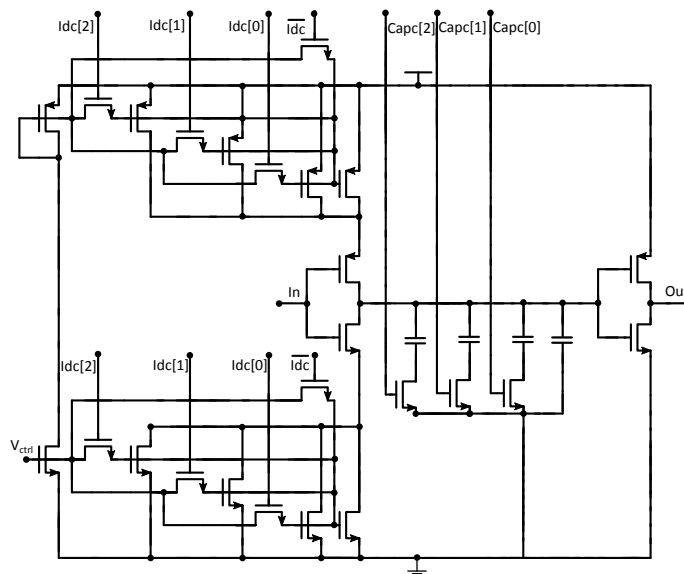 Idc[2] Idc[1] Idc[0] Idc
Capc[2] Capc[1] Capc[0]
In
Ou
Idc[2] Idc[1] Idc[0] Idc
Vctrl